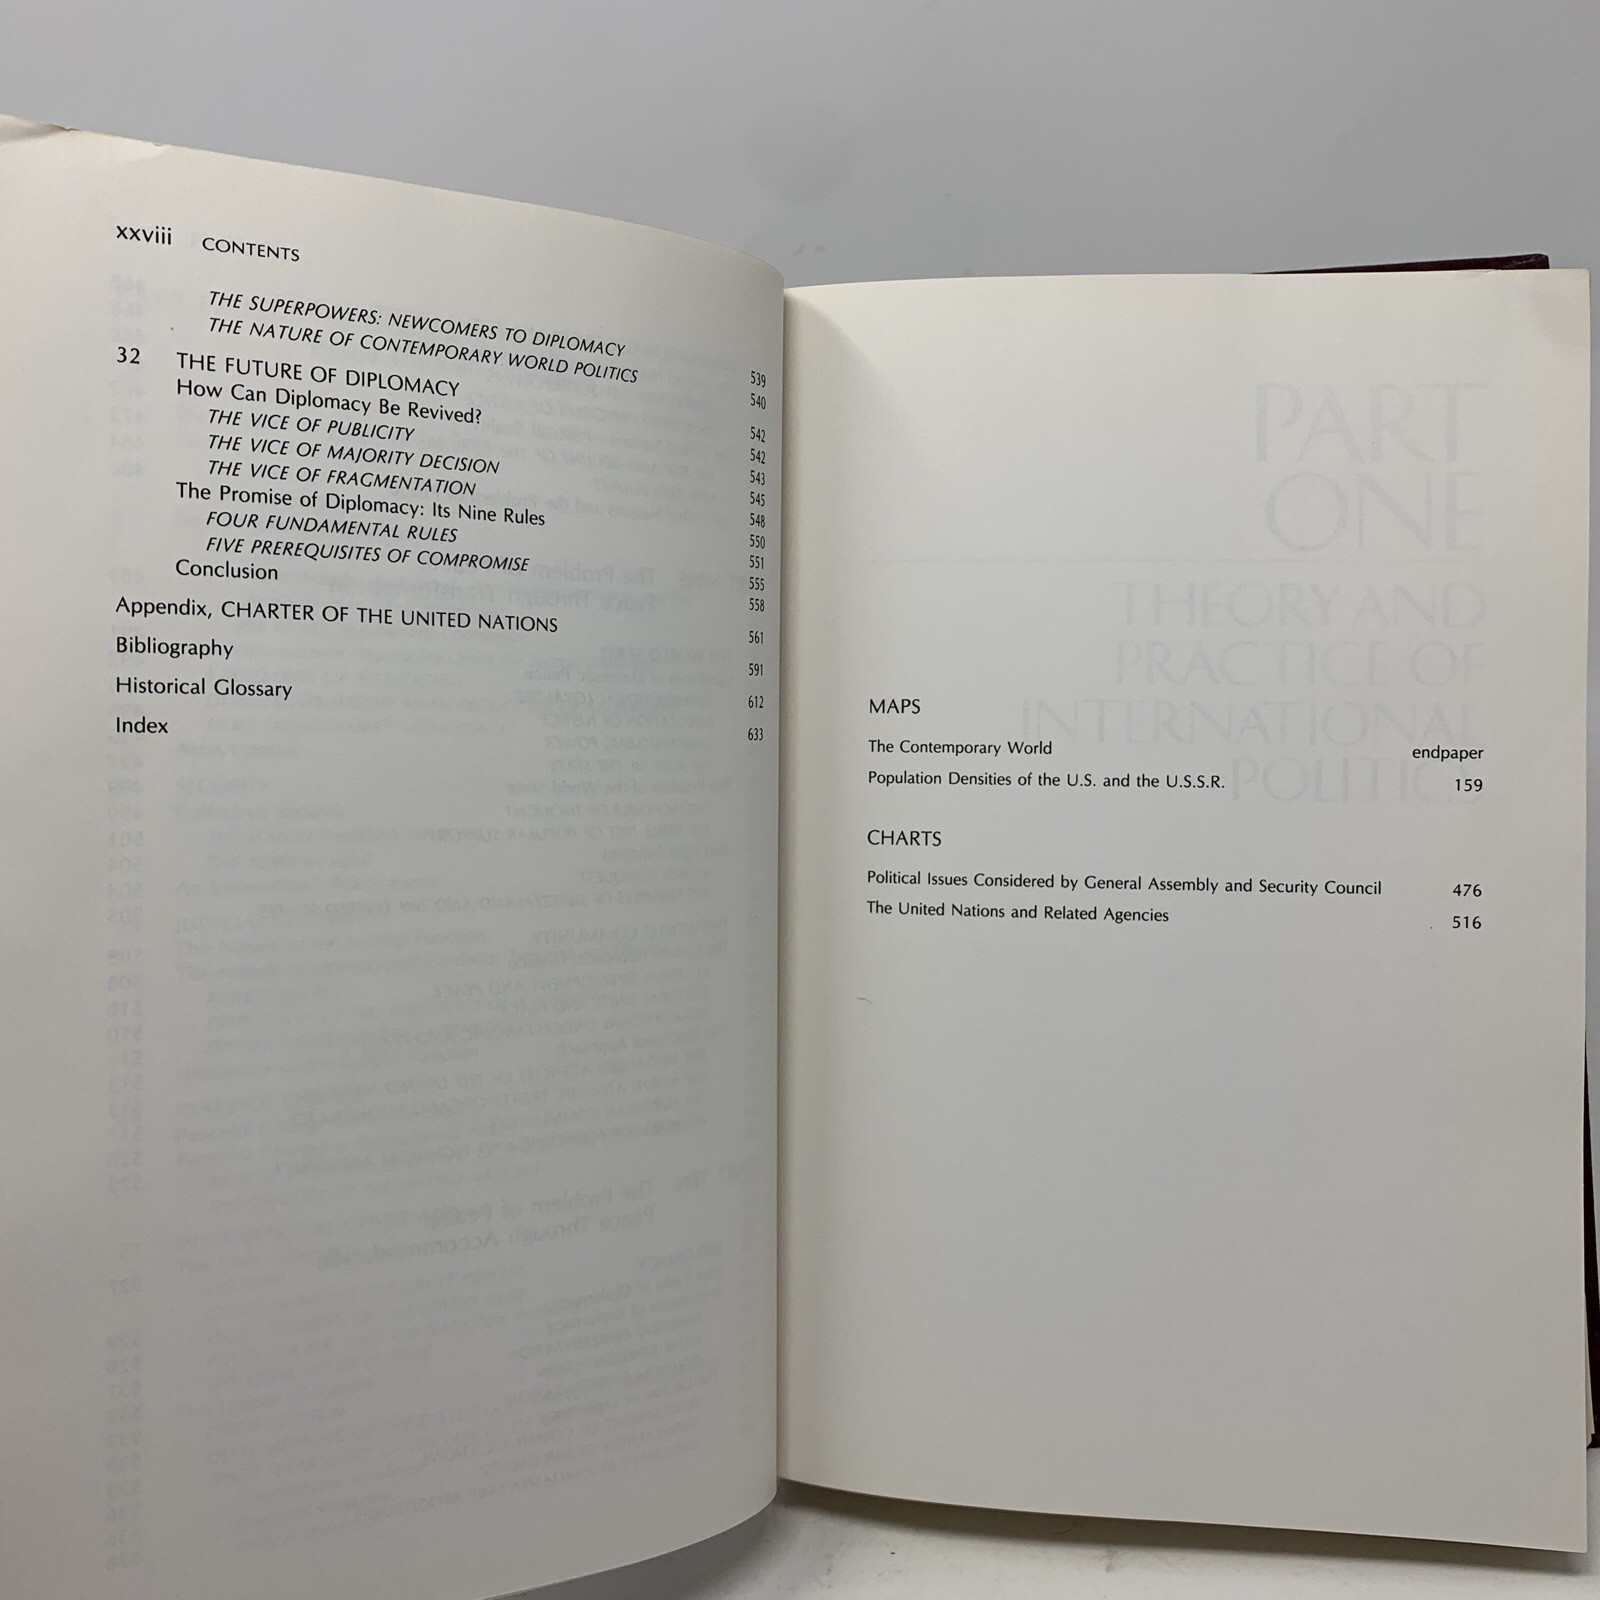 xxviii CONTENTS
THE SUPERPOWERS: NEWCOMERS TO DIPLOMACY 539
THE NATURE OF CONTEMPORARY WORLD POLITICS 540
32 THE FUTURE OF DIPLOMACY 542
How Can Diplomacy Be Revived? 542
THE VICE OF PUBLICITY 543
THE VICE OF MAJORITY DECISION 545
THE VICE OF FRAGMENTATION 548
The Promise of Diplomacy: Its Nine Rules 550
FOUR FUNDAMENTAL RULES 551
FIVE PREREQUISITES OF COMPROMISE 555
Conclusion 558
Appendix, CHARTER OF THE UNITED NATIONS 561
Bibliography 591
Historical Glossary 612
Index 633
PART
ONE
THEORY AND
PRACTICE OF
INTERNATIONAL
POLITICS
MAPS
The Contemporary World endpaper
Population Densities of the U.S. and the U.S.S.R. 159
CHARTS
Political Issues Considered by General Assembly and Security Council 476
The United Nations and Related Agencies 516